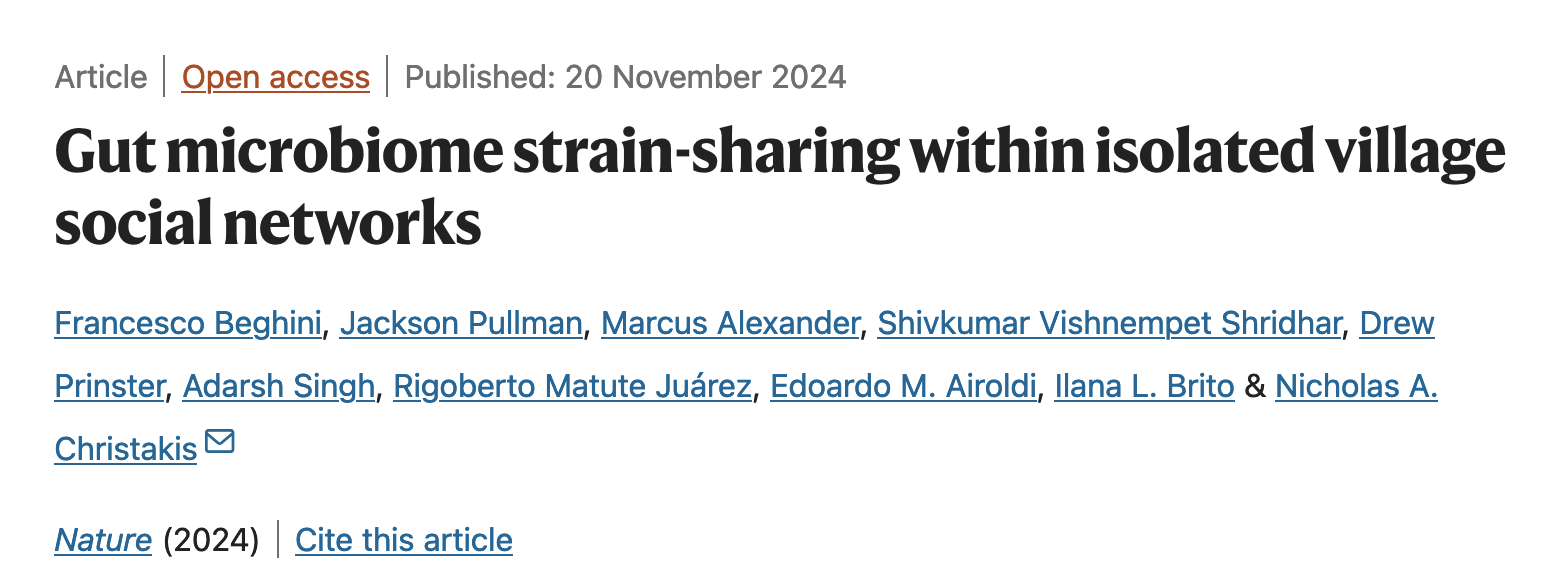 Article | Open access | Published: 20 November 2024
Gut microbiome strain-sharing within isolated village
social networks
Francesco Beghini, Jackson Pullman, Marcus Alexander, Shivkumar Vishnempet Shridhar, Drew
Prinster, Adarsh Singh, Rigoberto Matute Juárez, Edoardo M. Airoldi, Ilana L. Brito & Nicholas A.
Christakis
Nature (2024) | Cite this article